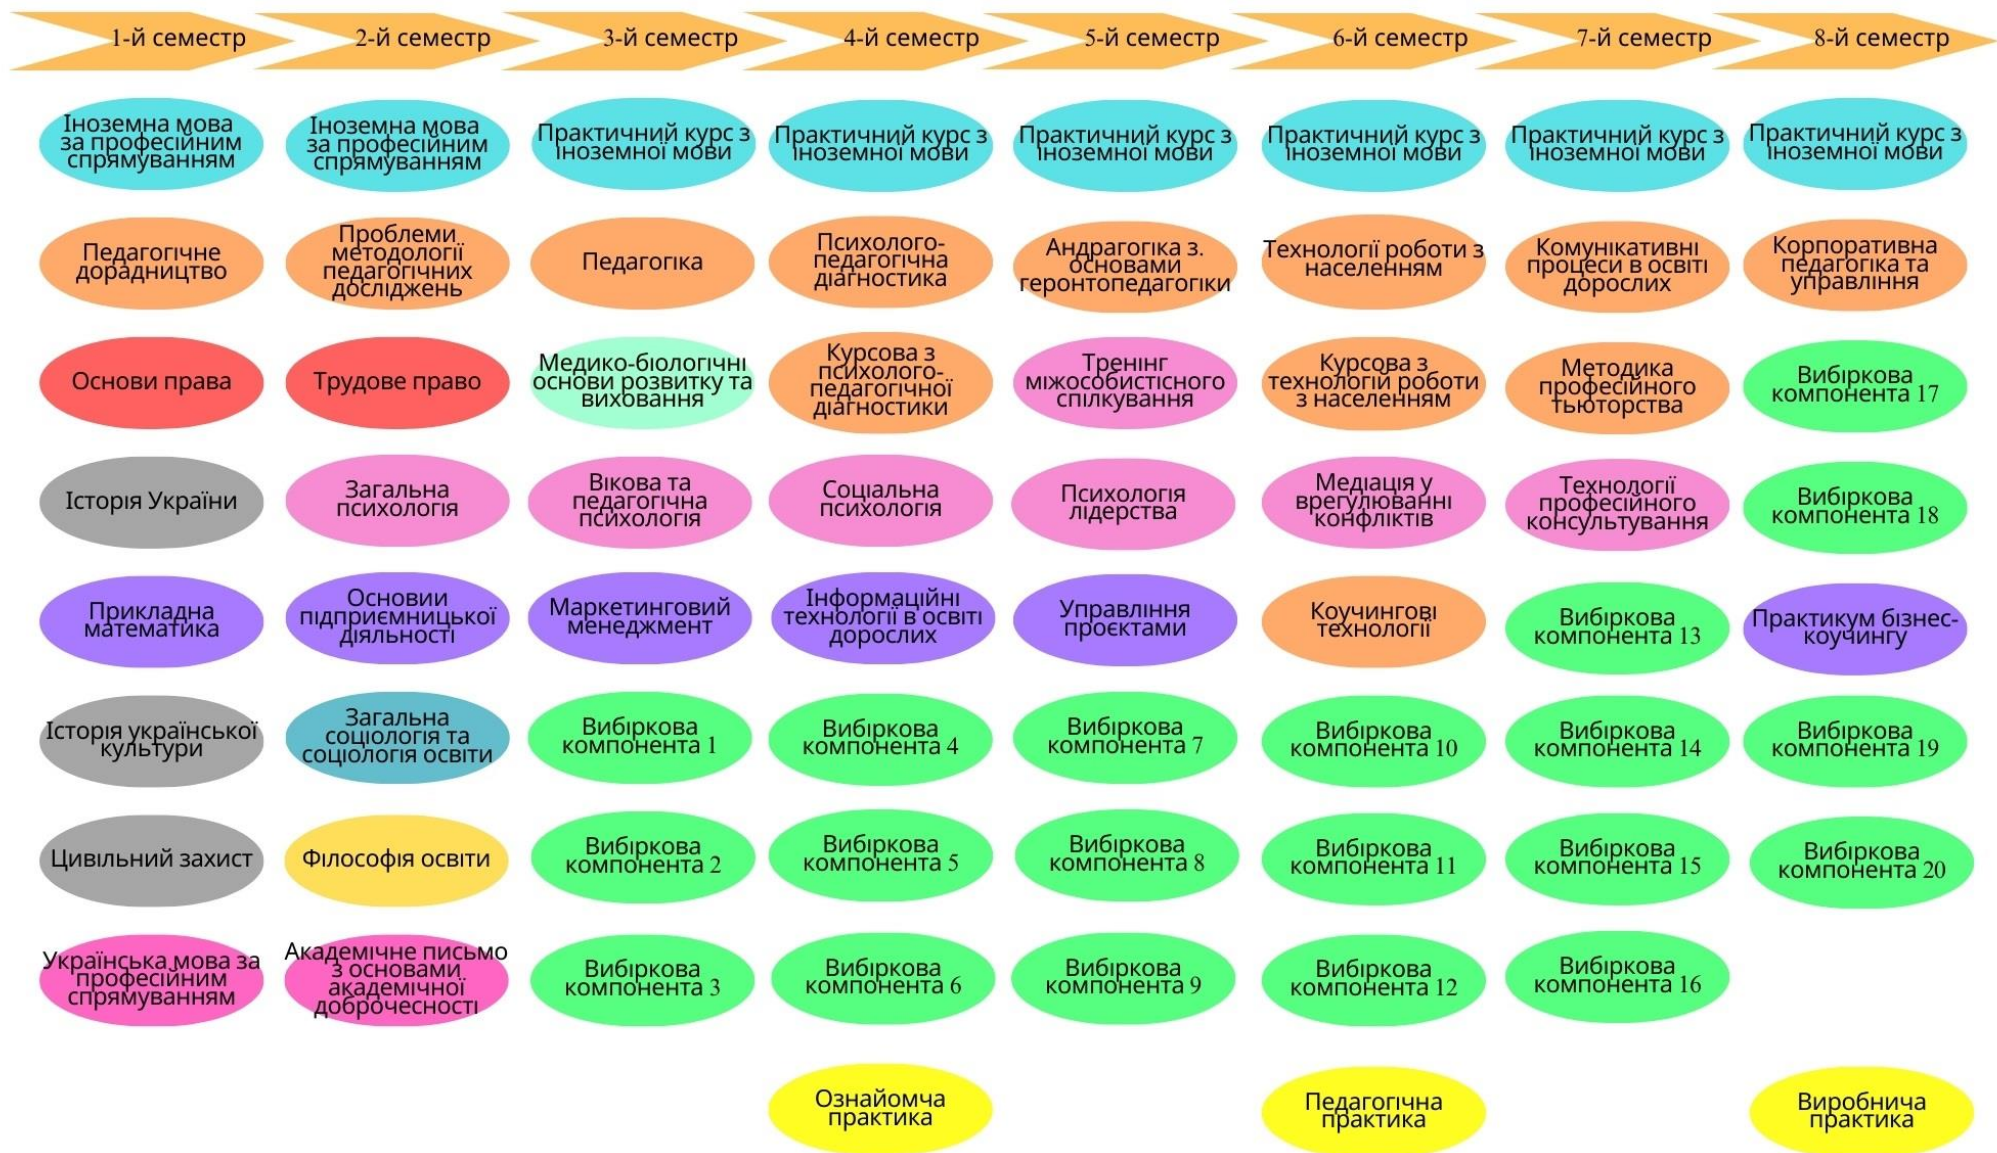 1-й семестр
2-й семестр
3-й семестр
4-й семестр
5-й семестр
6-й семестр
7-й семестр
8-й семестр
Іноземна мова
за професійним
спрямуванням
Іноземна мова
за професійним
спрямуванням
Практичний курс з
іноземної мови
Практичний курс з
іноземної мови
Практичний курс з
іноземної мови
Практичний курс з
іноземної мови
Практичний курс з
іноземної мови
Практичний курс з
іноземної мови
Педагогічне
дорадництво
Проблеми
методології
педагогічних
досліджень
Педагогіка
Психолого-
педагогічна
діагностика
Андрагогіка з.
основами
геронтопедагогіки
Технології роботи з
населенням
Комунікативні
процеси в освіті
дорослих
Корпоративна
педагогіка та
управління
Основи права
Трудове право
Медико-біологічні
основи розвитку та
виховання
Курсова з
психолого-
педагогічної
діагностики
Тренінг
міжособистісного
спілкування
Курсова з
технологій роботи
з населенням
Методика
професійного
тьюторства
Вибіркова
компонента 17
Історія України
Загальна
психологія
Вікова та
педагогічна
психологія
Соціальна
психологія
Психологія
лідерства
Медіація у
врегулюванні
конфліктів
Технології
професійного
консультування
Вибіркова
компонента 18
Прикладна
математика
Основии
підприємницької
діяльності
Маркетинговий
менеджмент
Інформаційні
технології в освіті
дорослих
Управління
проєктами
Коучингові
технології
Вибіркова
компонента 13
Практикум бізнес-
коучингу
Історія української
культури
Загальна
соціологія та
соціологія освіти
Вибіркова
компонента 1
Вибіркова
компонента 4
Вибіркова
компонента 7
Вибіркова
компонента 10
Вибіркова
компонента 14
Вибіркова
компонента 19
Цивільний захист
Філософія освіти
Вибіркова
компонента 2
Вибіркова
компонента 5
Вибіркова
компонента 8
Вибіркова
компонента 11
Вибіркова
компонента 15
Вибіркова
компонента 20
Українська мова за
професійним
спрямуванням
Академічне письмо
з основами
академічної
доброчесності
Вибіркова
компонента 3
Вибіркова
компонента 6
Вибіркова
компонента 9
Вибіркова
компонента 12
Вибіркова
компонента 16
Ознайомча
практика
Педагогічна
практика
Виробнича
практика